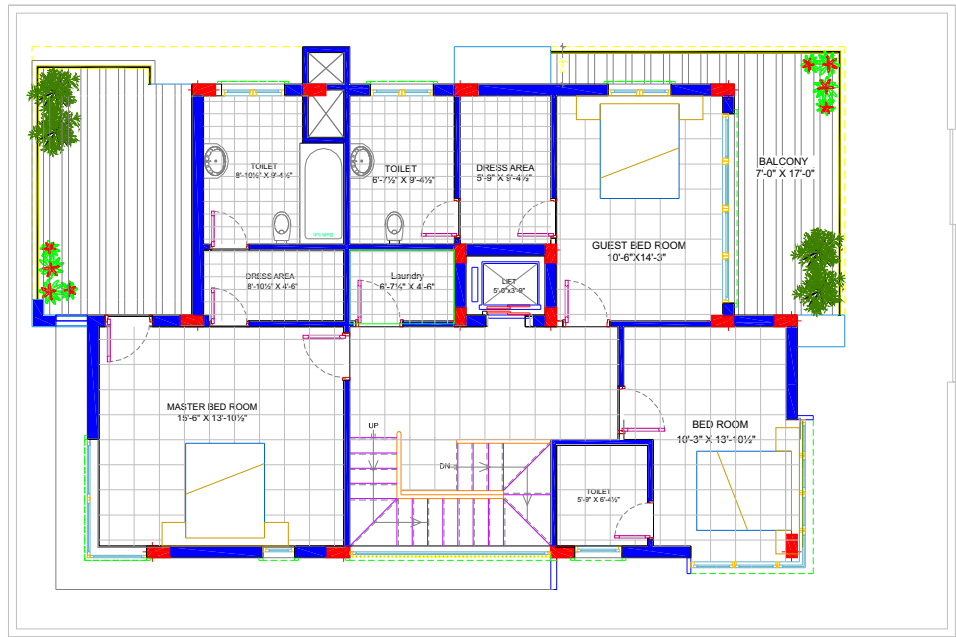 TOILET
8'-10½" X 9'-4½"
TOILET
6'-7½" X 9'-4½"
DRESS AREA
5'-9" X 9'-4½"
BALCONY
7'-0" X 17'-0"
GUEST BED ROOM
10'-6"X14'-3"
DRESS AREA
8'-10½" X 4'-6"
Laundry
6'-7½" X 4'-6"
LIFT
5'-0"x3'-9"
MASTER BED ROOM
15'-6" X 13'-10½"
BED ROOM
10'-3" X 13'-10½"
UP
DN
TOILET
5'-9" X 6'-4½"